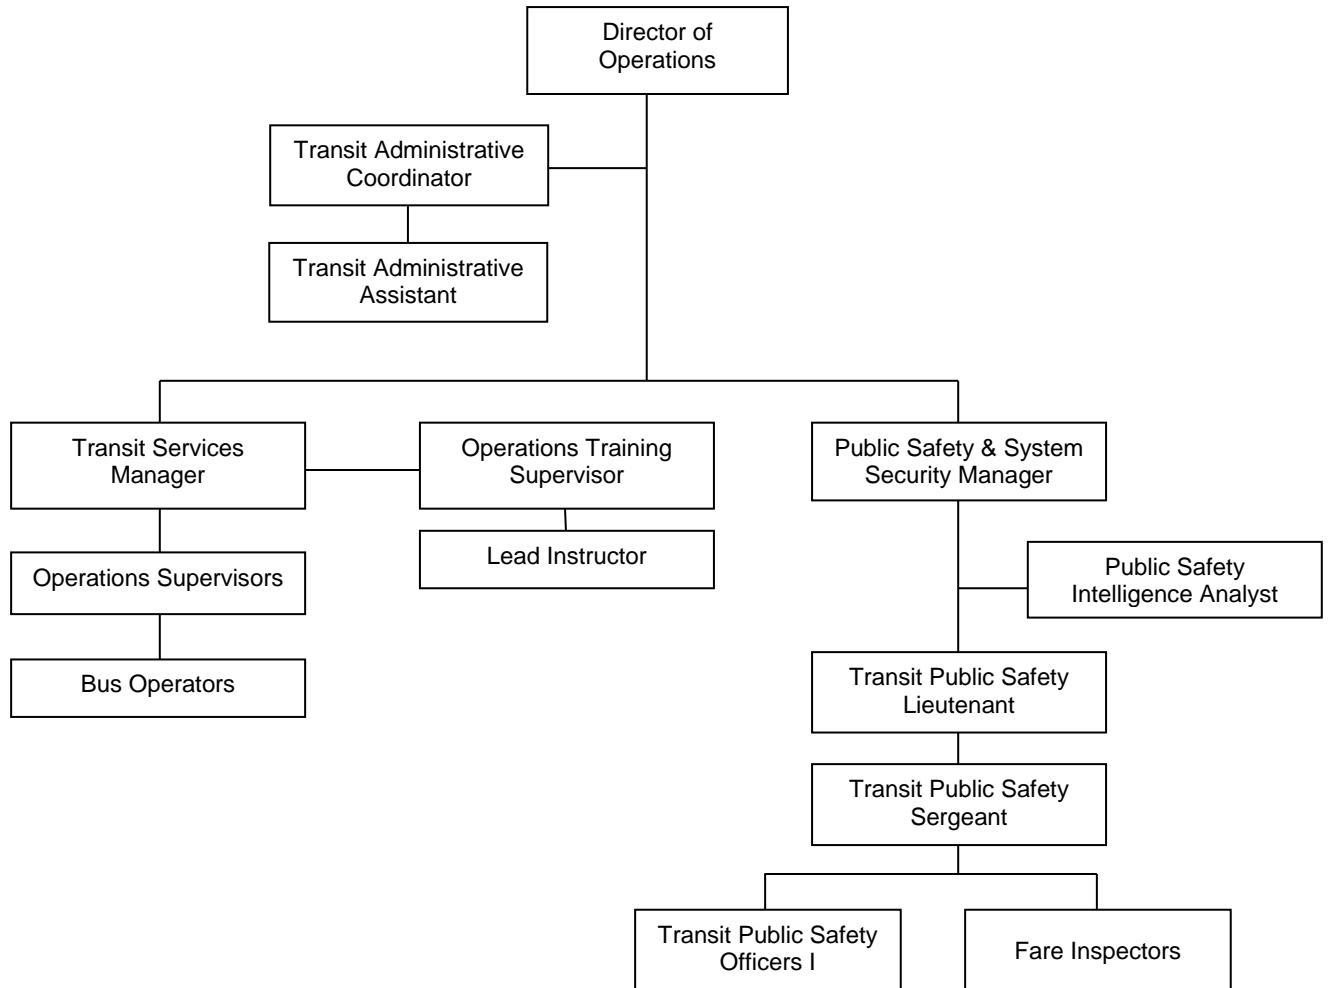 Director of
Operations
Transit Administrative
Coordinator
Transit Administrative
Assistant
Transit Services
Manager
Operations Training
Supervisor
Public Safety & System
Security Manager
Lead Instructor
Operations Supervisors
Public Safety
Intelligence Analyst
Bus Operators
Transit Public Safety
Lieutenant
Transit Public Safety
Sergeant
Transit Public Safety
Officers I
Fare Inspectors